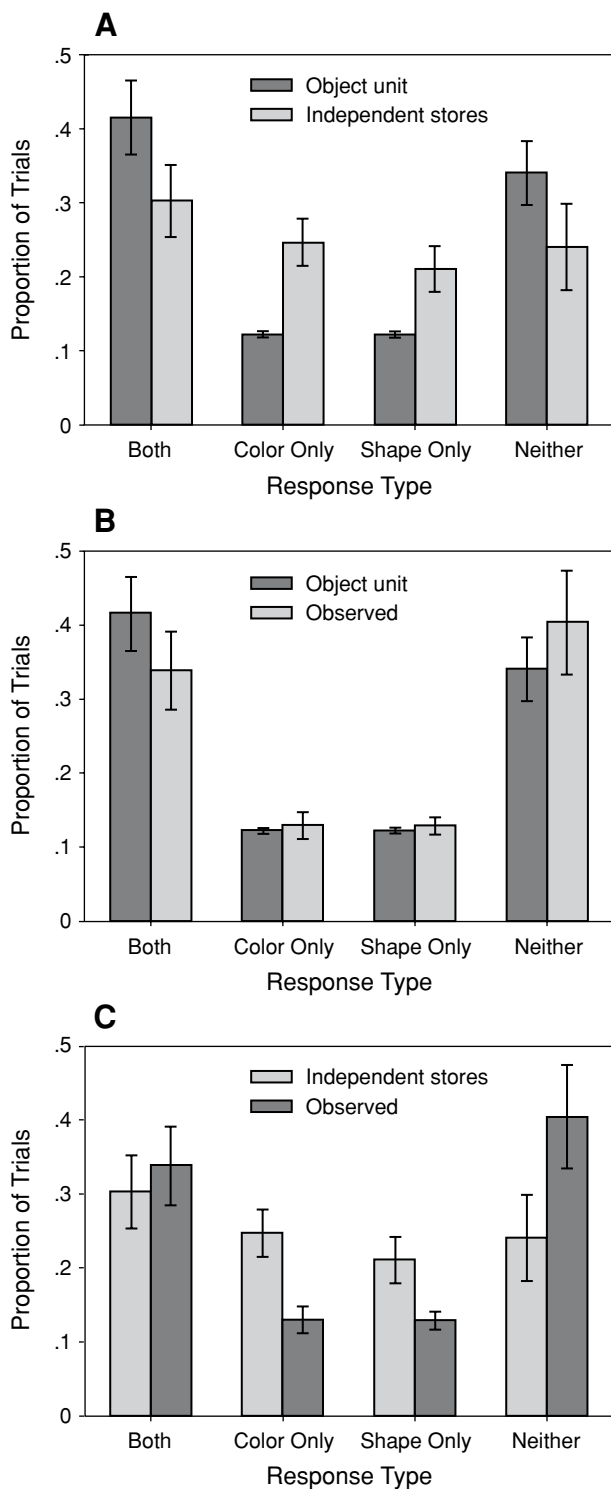 A
.5
.4
.3
.2
.1
0
Proportion of Trials
Object unit
Independent stores
Both Color Only Shape Only Neither
Response Type
B
.5
.4
.3
.2
.1
0
Proportion of Trials
Object unit
Observed
Both Color Only Shape Only Neither
Response Type
C
.5
.4
.3
.2
.1
0
Proportion of Trials
Independent stores
Observed
Both Color Only Shape Only Neither
Response Type